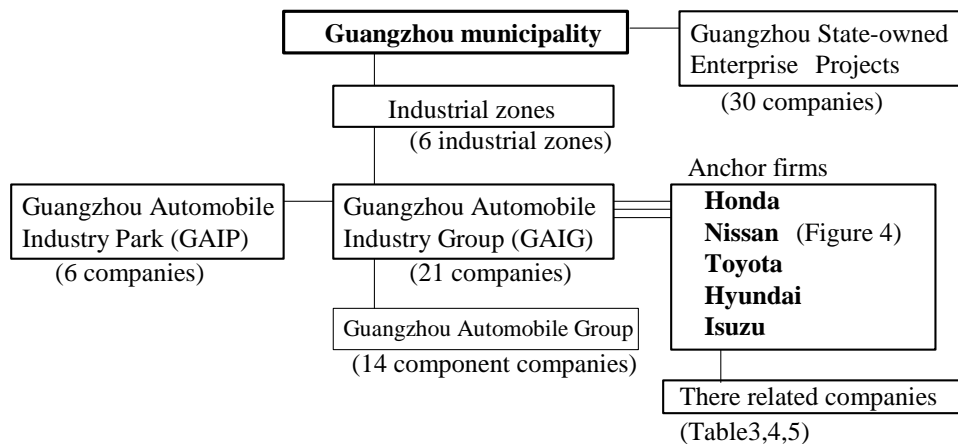 Guangzhou municipality
Guangzhou State-owned
Enterprise Projects
(30 companies)
Industrial zones
(6 industrial zones)
Anchor firms
Guangzhou Automobile
Industry Park (GAIP)
(6 companies)
Guangzhou Automobile
Industry Group (GAIG)
(21 companies)
Honda
Nissan (Figure 4)
Toyota
Hyundai
Isuzu
Guangzhou Automobile Group
(14 component companies)
There related companies
(Table3,4,5)